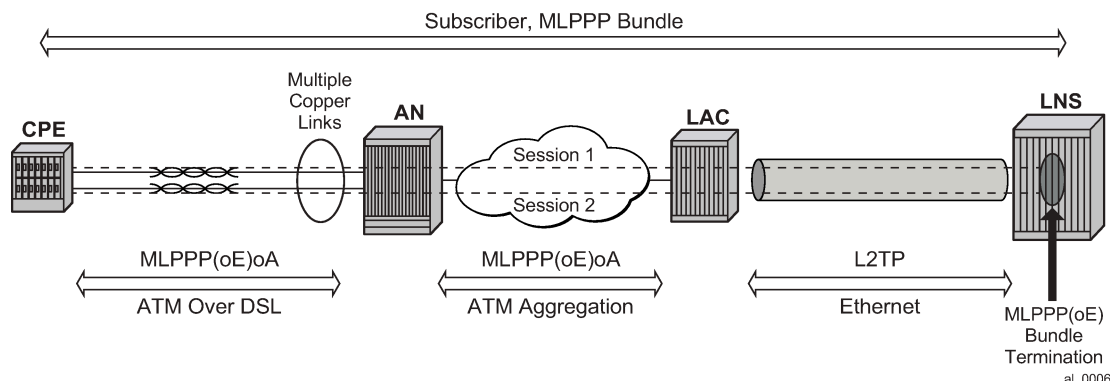 Subscriber, MLPPP Bundle
Multiple
Copper
Links
CPE
AN
LAC
LNS
Session 1
Session 2
MLPPP(oE)oA
ATM Over DSL
MLPPP(oE)oA
ATM Aggregation
L2TP
Ethernet
MLPPP(oE)
Bundle
Termination
al_0006